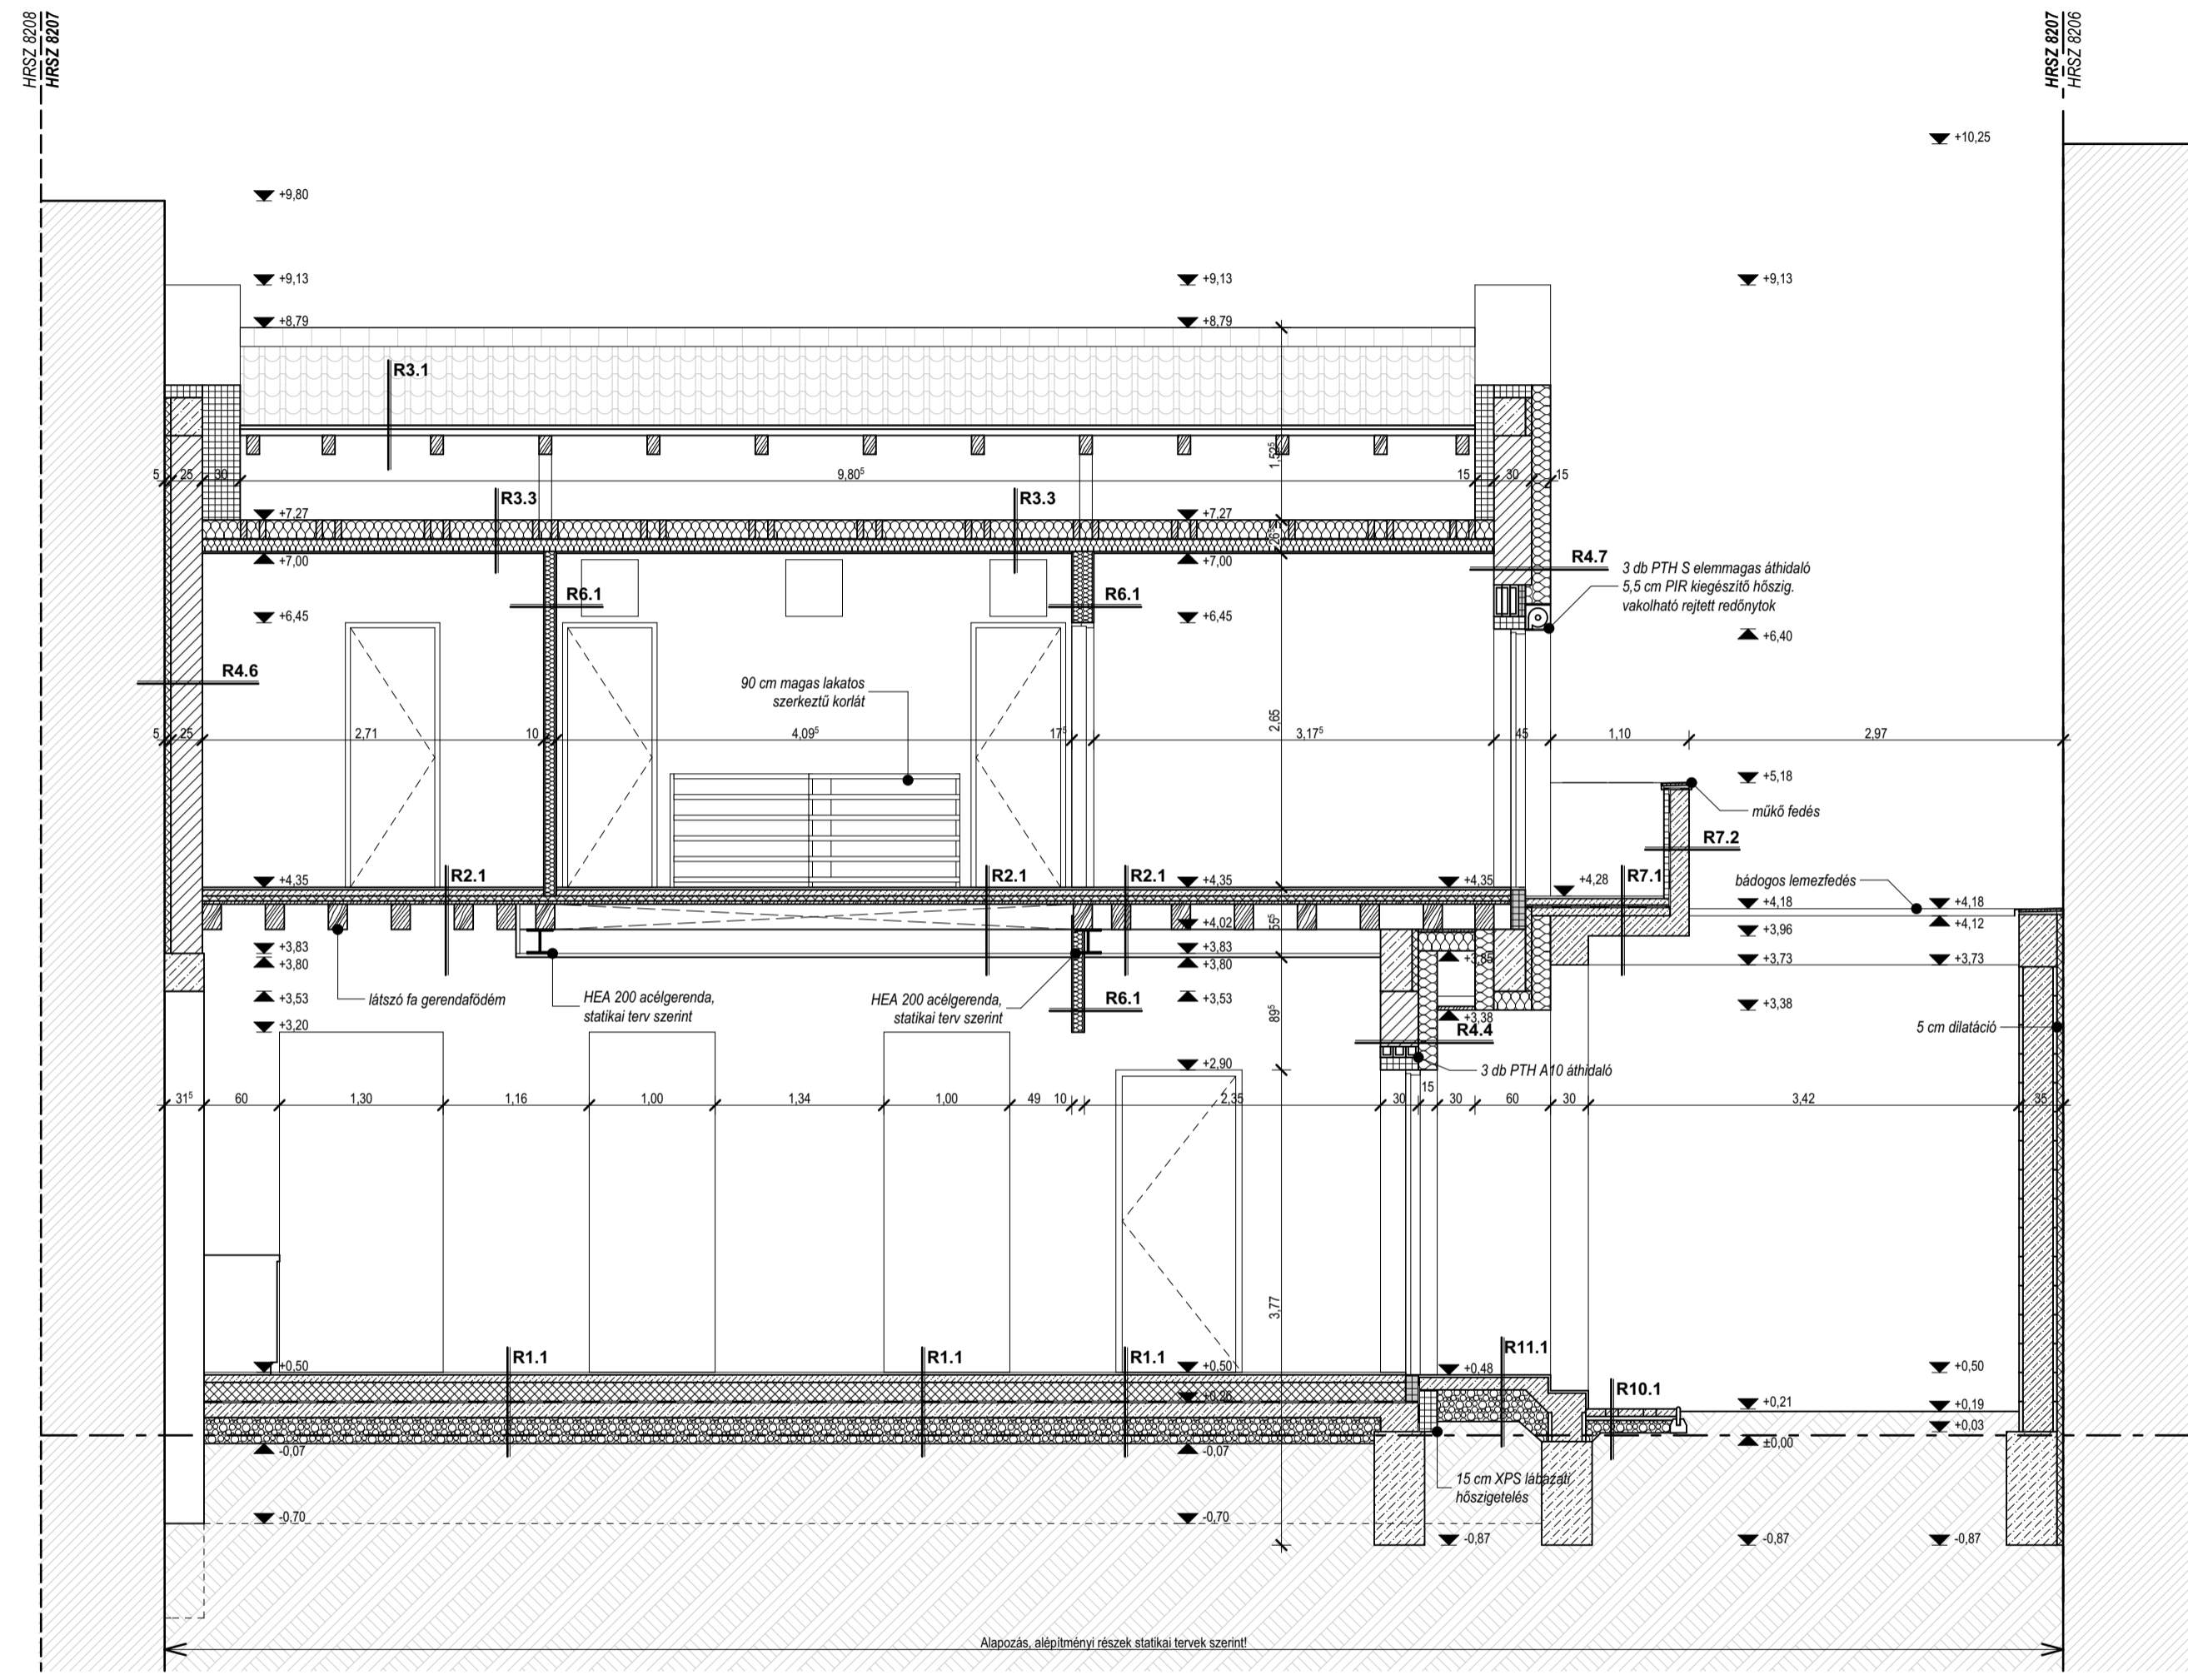 HRSZ 8208
HRSZ 8207
HRSZ 8207
HRSZ 8206
+10,25
+9,80
+9,13
+9,13
+9,13
+8,79
+8,79
R3.1
1,52⁵
5 25 30 9,80⁵ 15 30 15
R3.3
R3.3
+7,27
+7,27
26⁵
+7,00
+7,00
R4.7
3 db PTH S elemmagas áthidaló
5,5 cm PIR kiegészítő hőszig.
vakolható rejtett redőnytok
R6.1
R6.1
+6,45
+6,45
+6,40
R4.6
90 cm magas lakatos
szerkeztű korlát
2,65
5 25 2,71 10 4,09⁵ 17⁵ 3,17⁵ 45 1,10 2,97
+5,18
műkő fedés
R7.2
R2.1
R2.1
R2.1
R7.1
bádogos lemezfedés
+4,35
+4,35
+4,35
+4,28
+4,18
+4,18
+4,12
+4,02
55⁵
+3,96
+3,83
+3,83
+3,85
+3,80
+3,80
+3,73
+3,73
+3,53
+3,53
látszó fa gerendafödém
HEA 200 acélgerenda,
statikai terv szerint
HEA 200 acélgerenda,
statikai terv szerint
R6.1
89⁵
+3,38
+3,38
R4.4
5 cm dilatáció
+3,20
+2,90
3 db PTH A10 áthidaló
31⁵ 60 1,30 1,16 1,00 1,34 1,00 49 10 2,35 30 15 30 60 30 3,42 35
3,77
R1.1
R1.1
R1.1
R11.1
+0,50
+0,50
+0,48
+0,50
R10.1
+0,26
+0,21
+0,19
+0,03
-0,07
-0,07
±0,00
15 cm XPS lábazati
hőszigetelés
-0,70
-0,70
-0,87
-0,87
-0,87
Alapozás, alépítményi részek statikai tervek szerint!